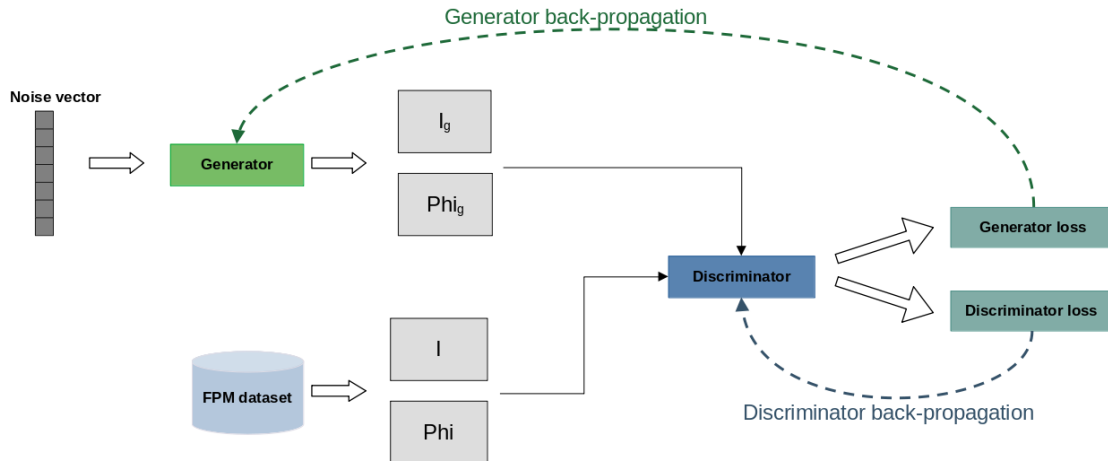 Generator back-propagation
Noise vector
Generator
Ig
Phig
Generator loss
Discriminator
Discriminator loss
I
FPM dataset
Phi
Discriminator back-propagation